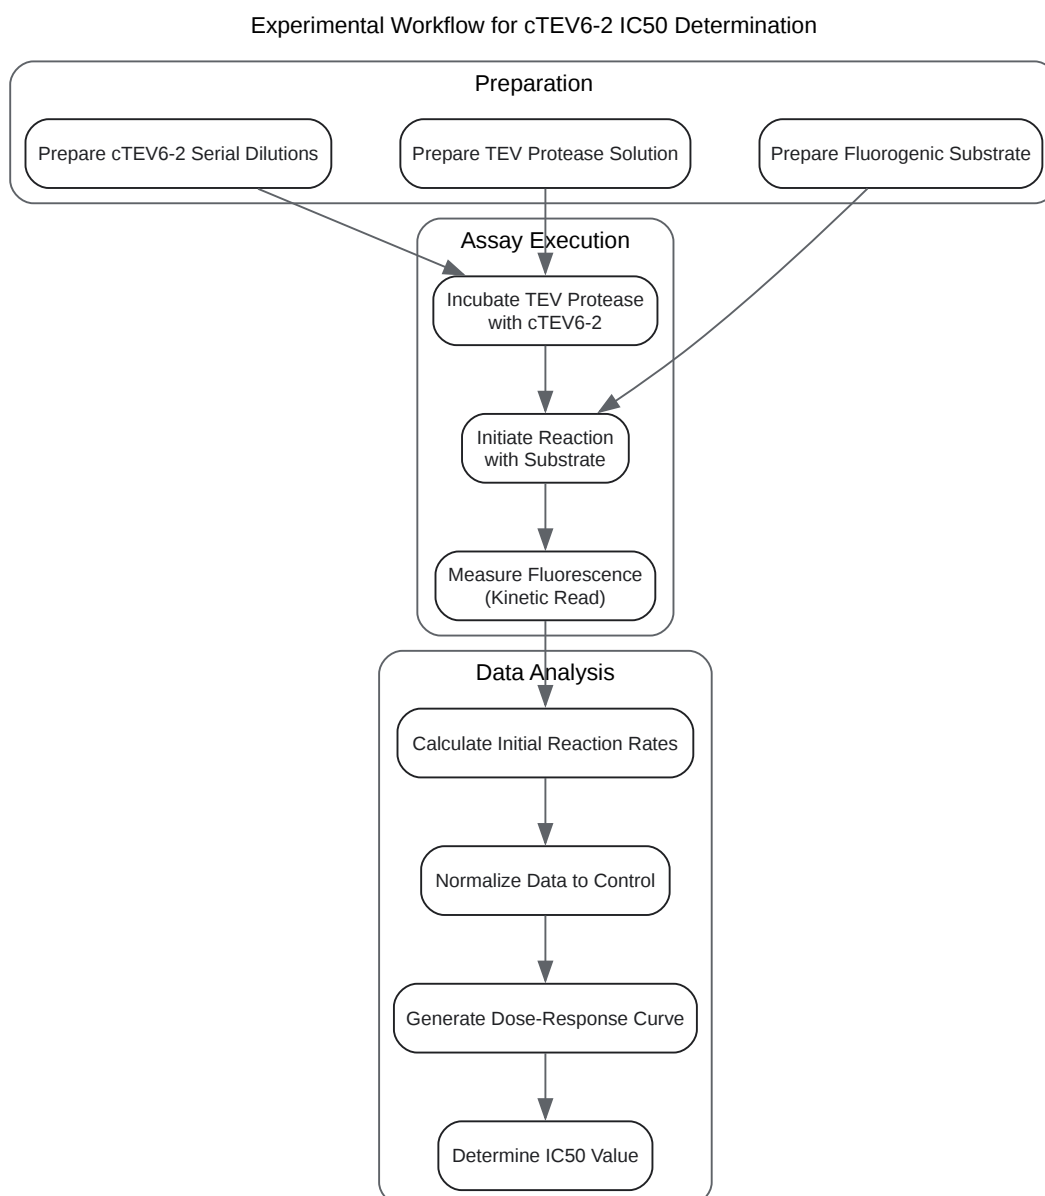 Experimental Workflow for cTEV6-2 IC50 Determination
Preparation
Prepare cTEV6-2 Serial Dilutions
Prepare TEV Protease Solution
Prepare Fluorogenic Substrate
Assay Execution
Incubate TEV Protease
with cTEV6-2
Initiate Reaction
with Substrate
Measure Fluorescence
(Kinetic Read)
Data Analysis
Calculate Initial Reaction Rates
Normalize Data to Control
Generate Dose-Response Curve
Determine IC50 Value